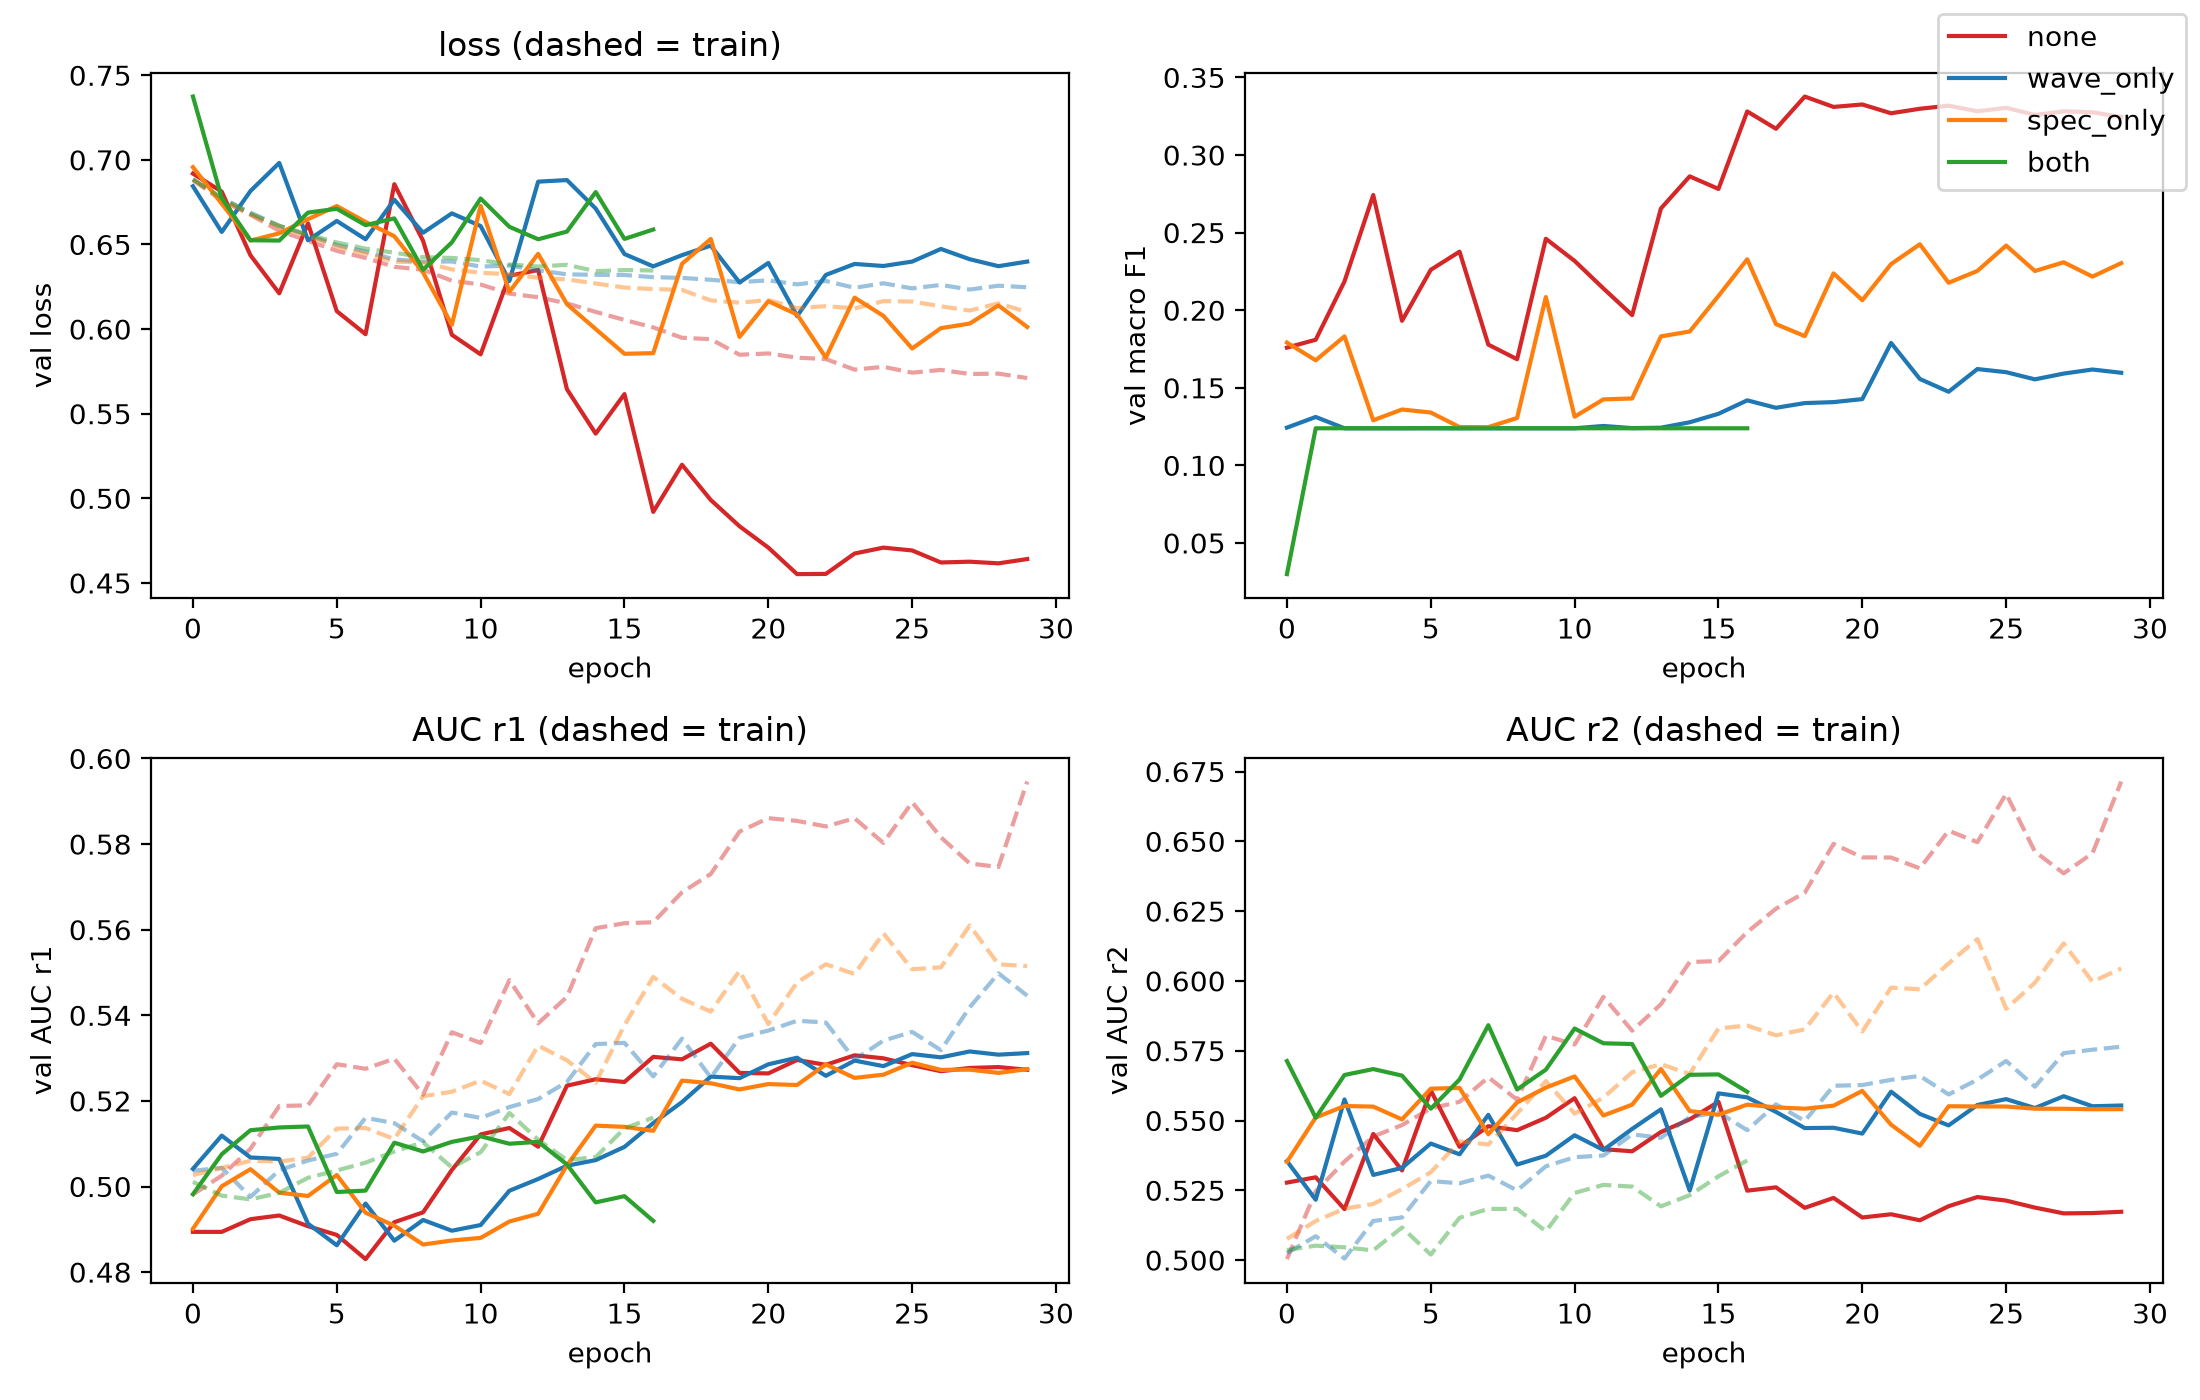 loss (dashed = train)
0.75
0.70
0.65
0.60
0.55
0.50
0.45
val loss
0 5 10 15 20 25 30
epoch
none
wave_only
spec_only
both
0.35
0.30
0.25
0.20
0.15
0.10
0.05
val macro F1
0 5 10 15 20 25 30
epoch
AUC r1 (dashed = train)
0.60
0.58
0.56
0.54
0.52
0.50
0.48
val AUC r1
0 5 10 15 20 25 30
epoch
AUC r2 (dashed = train)
0.675
0.650
0.625
0.600
0.575
0.550
0.525
0.500
val AUC r2
0 5 10 15 20 25 30
epoch